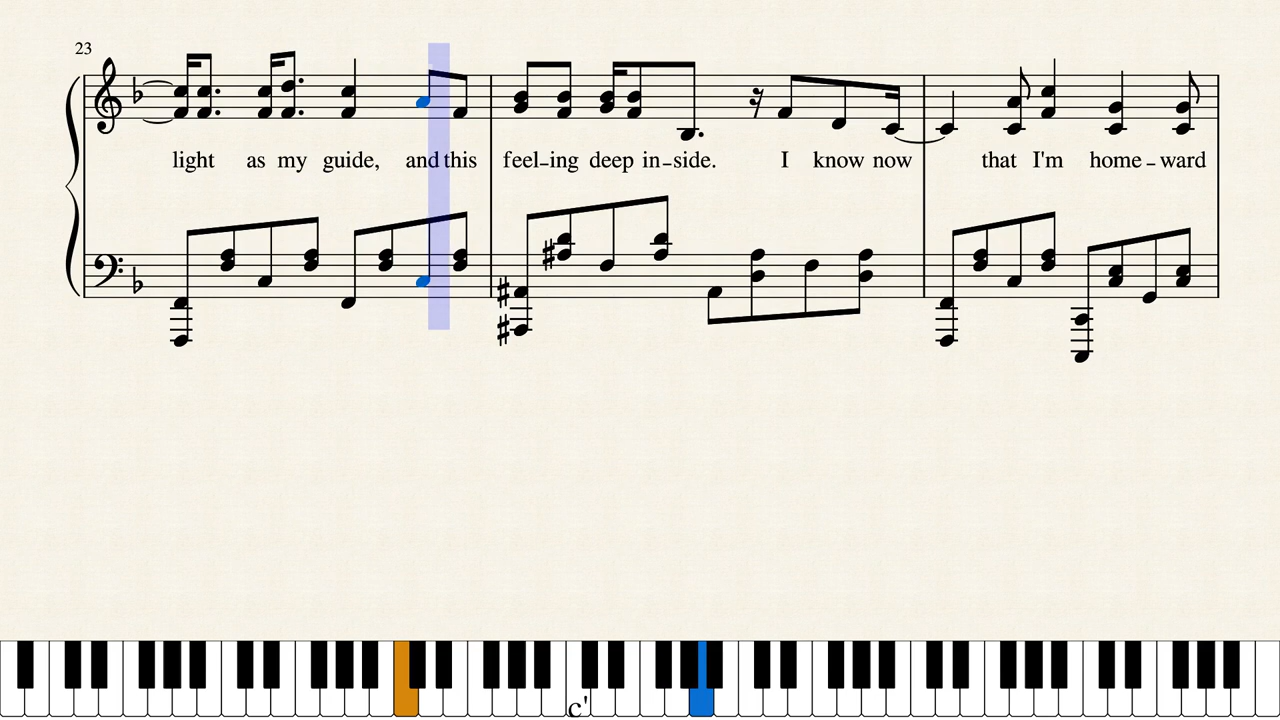 23
light as my guide, and this feel-ing deep in-side. I know now that I'm home-ward
c'